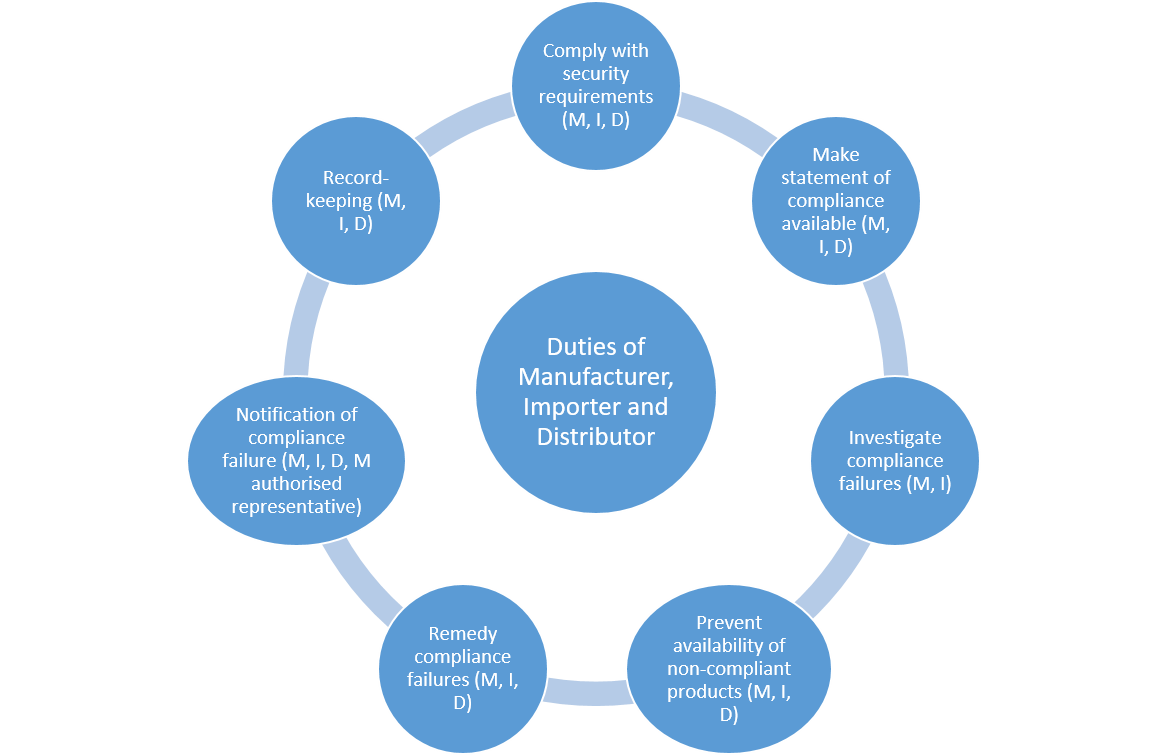 Comply with
security
requirements
(M, I, D)
Make
statement of
compliance
available (M,
I, D)
Investigate
compliance
failures (M, I)
Prevent
availability of
non-compliant
products (M, I,
D)
Remedy
compliance
failures (M, I,
D)
Notification of
compliance
failure (M, I, D, M
authorised
representative)
Record-
keeping (M,
I, D)
Duties of
Manufacturer,
Importer and
Distributor